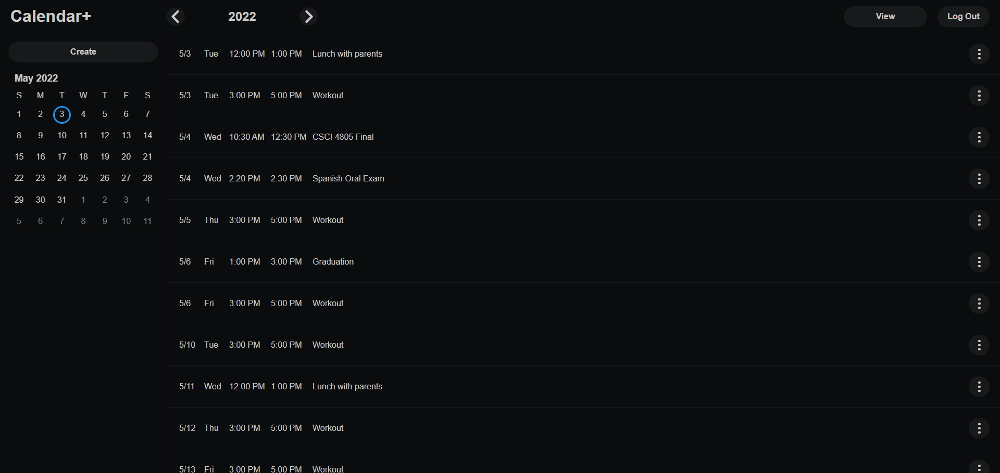 Calendar+
2022
View
Log Out
Create
May 2022
S M T W T F S
1 2 3 4 5 6 7
8 9 10 11 12 13 14
15 16 17 18 19 20 21
22 23 24 25 26 27 28
29 30 31 1 2 3 4
5 6 7 8 9 10 11
5/3 Tue 12:00 PM 1:00 PM Lunch with parents
5/3 Tue 3:00 PM 5:00 PM Workout
5/4 Wed 10:30 AM 12:30 PM CSCI 4805 Final
5/4 Wed 2:20 PM 2:30 PM Spanish Oral Exam
5/5 Thu 3:00 PM 5:00 PM Workout
5/6 Fri 1:00 PM 3:00 PM Graduation
5/6 Fri 3:00 PM 5:00 PM Workout
5/10 Tue 3:00 PM 5:00 PM Workout
5/11 Wed 12:00 PM 1:00 PM Lunch with parents
5/12 Thu 3:00 PM 5:00 PM Workout
5/13 Fri 3:00 PM 5:00 PM Workout